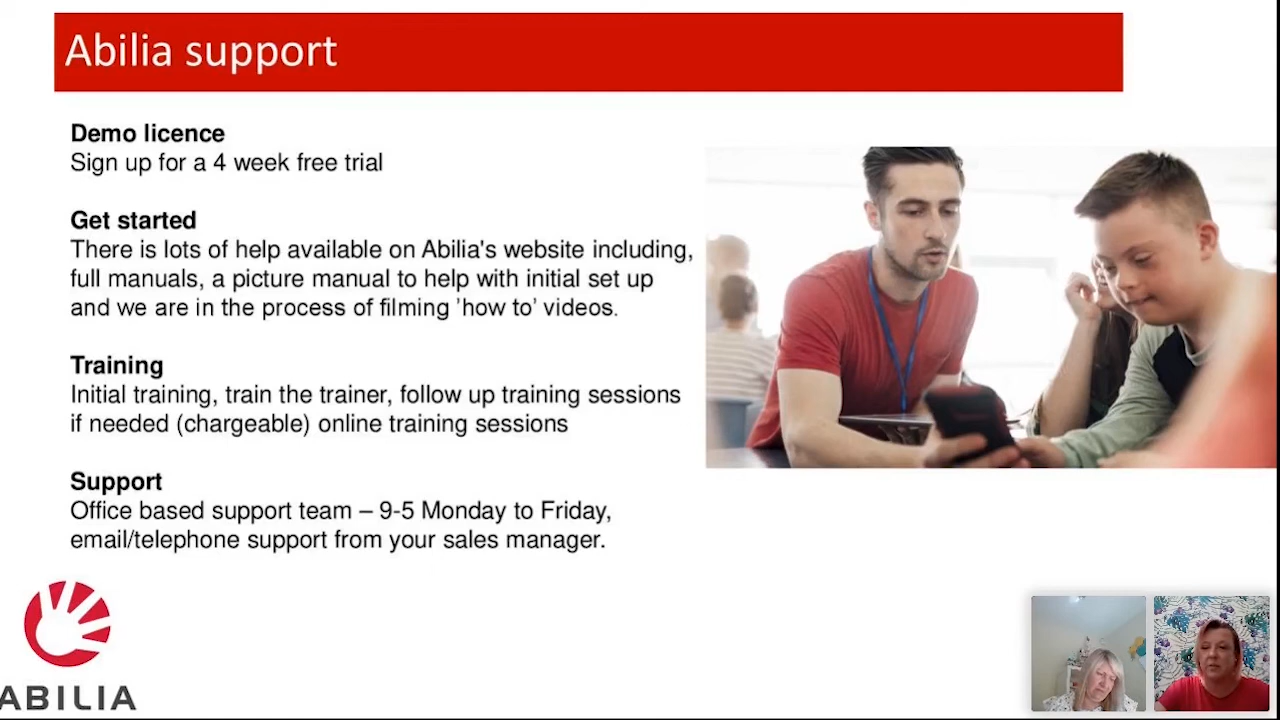 Abilia support
Demo licence
Sign up for a 4 week free trial
Get started
There is lots of help available on Abilia's website including,
full manuals, a picture manual to help with initial set up
and we are in the process of filming 'how to' videos.
Training
Initial training, train the trainer, follow up training sessions
if needed (chargeable) online training sessions
Support
Office based support team – 9-5 Monday to Friday,
email/telephone support from your sales manager.
ABILIA